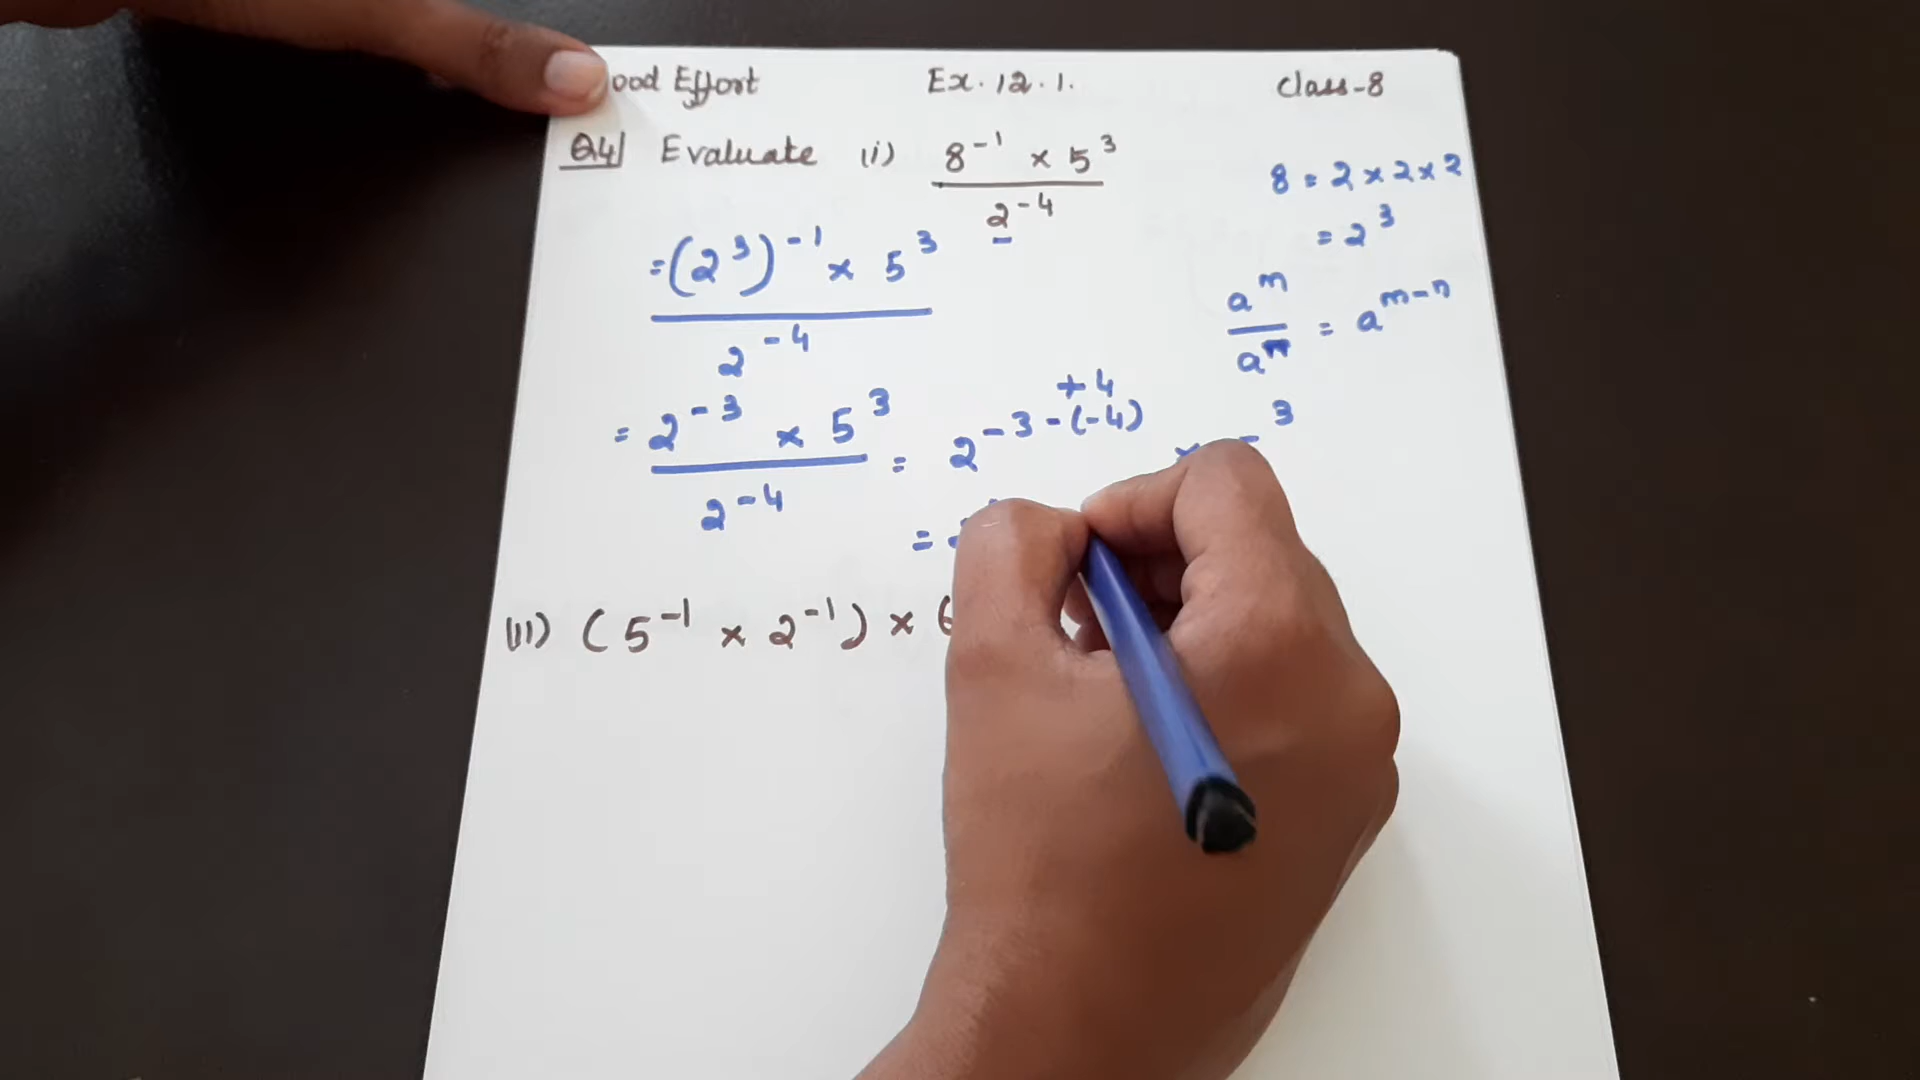 ood Effort Ex. 12.1. Class-8
Q4 Evaluate (i) 8⁻¹ × 5³ / 2⁻⁴
8 = 2 × 2 × 2
= 2³
= (2³)⁻¹ × 5³ / 2⁻⁴
aᵐ / aⁿ = aᵐ⁻ⁿ
+4
= 2⁻³ × 5³ / 2⁻⁴ = 2⁻³⁻⁽⁻⁴⁾ × ³
=
(ii) (5⁻¹ × 2⁻¹) × 6